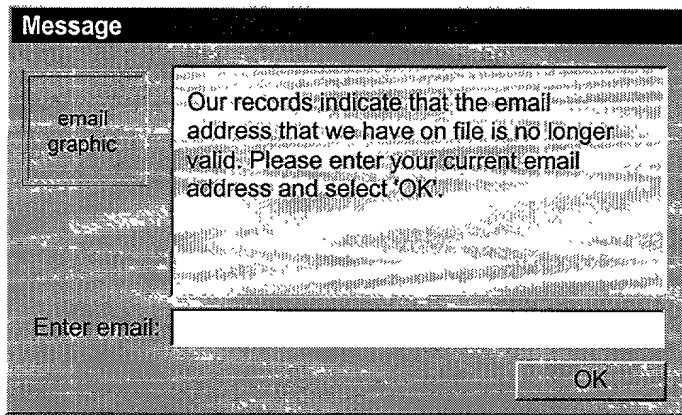 Message
email
graphic
Our records indicate that the email
address that we have on file is no longer
valid. Please enter your current email
address and select 'OK'.
Enter email:
OK